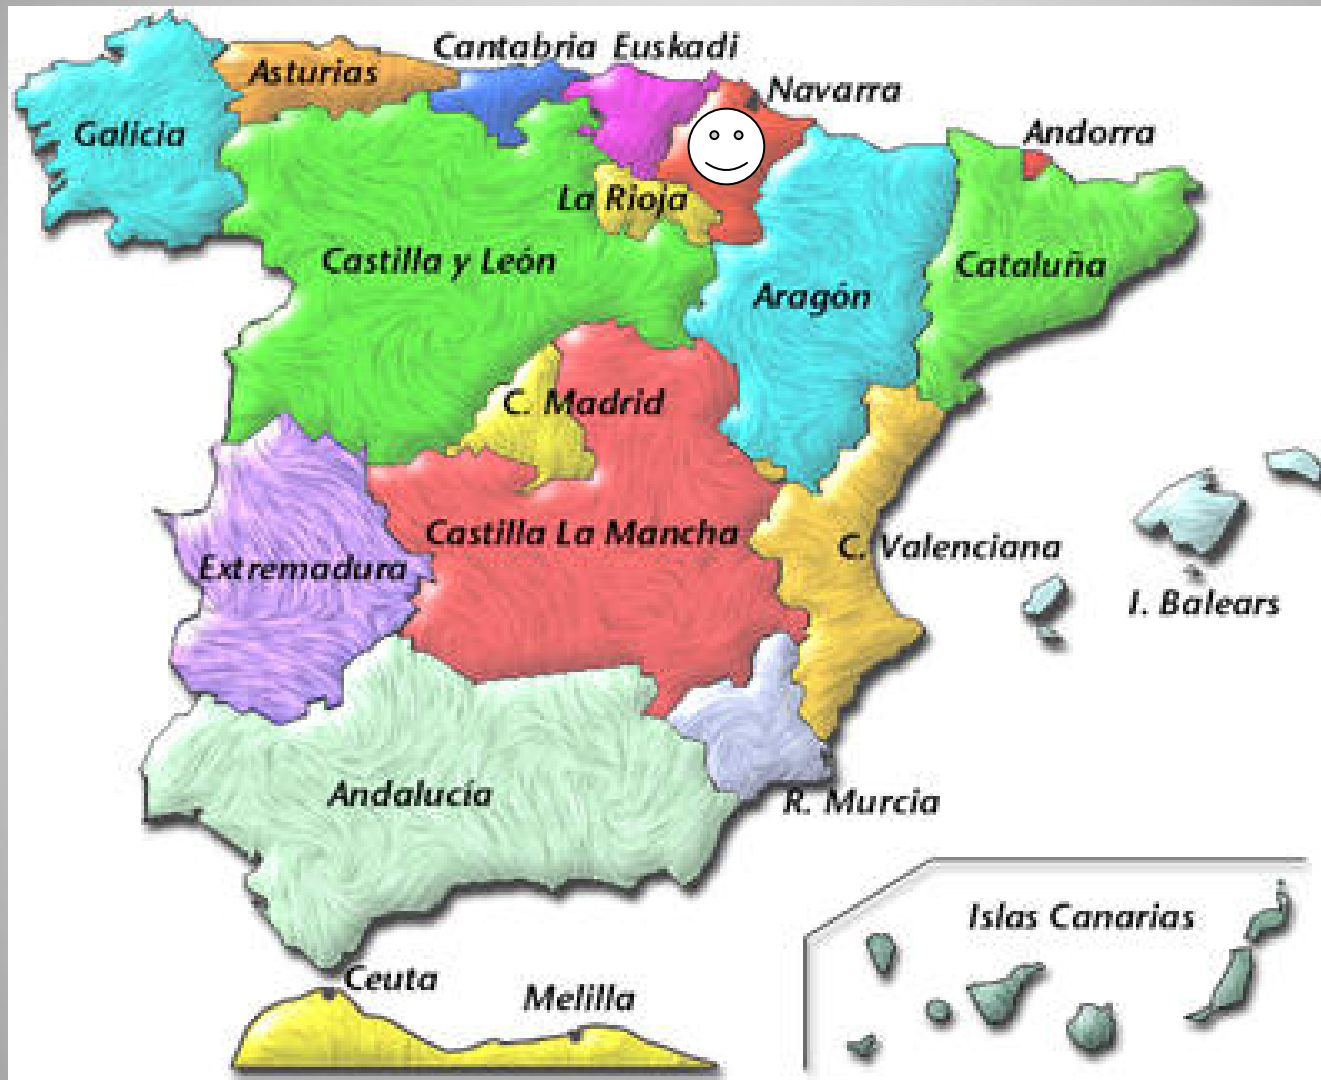 Cantabria
Euskadi
Asturias
Navarra
Galicia
Andorra
La Rioja
Castilla y León
Cataluña
Aragón
C. Madrid
Castilla La Mancha
C. Valenciana
Extremadura
I. Balears
Andalucía
R. Murcia
Islas Canarias
Ceuta
Melilla